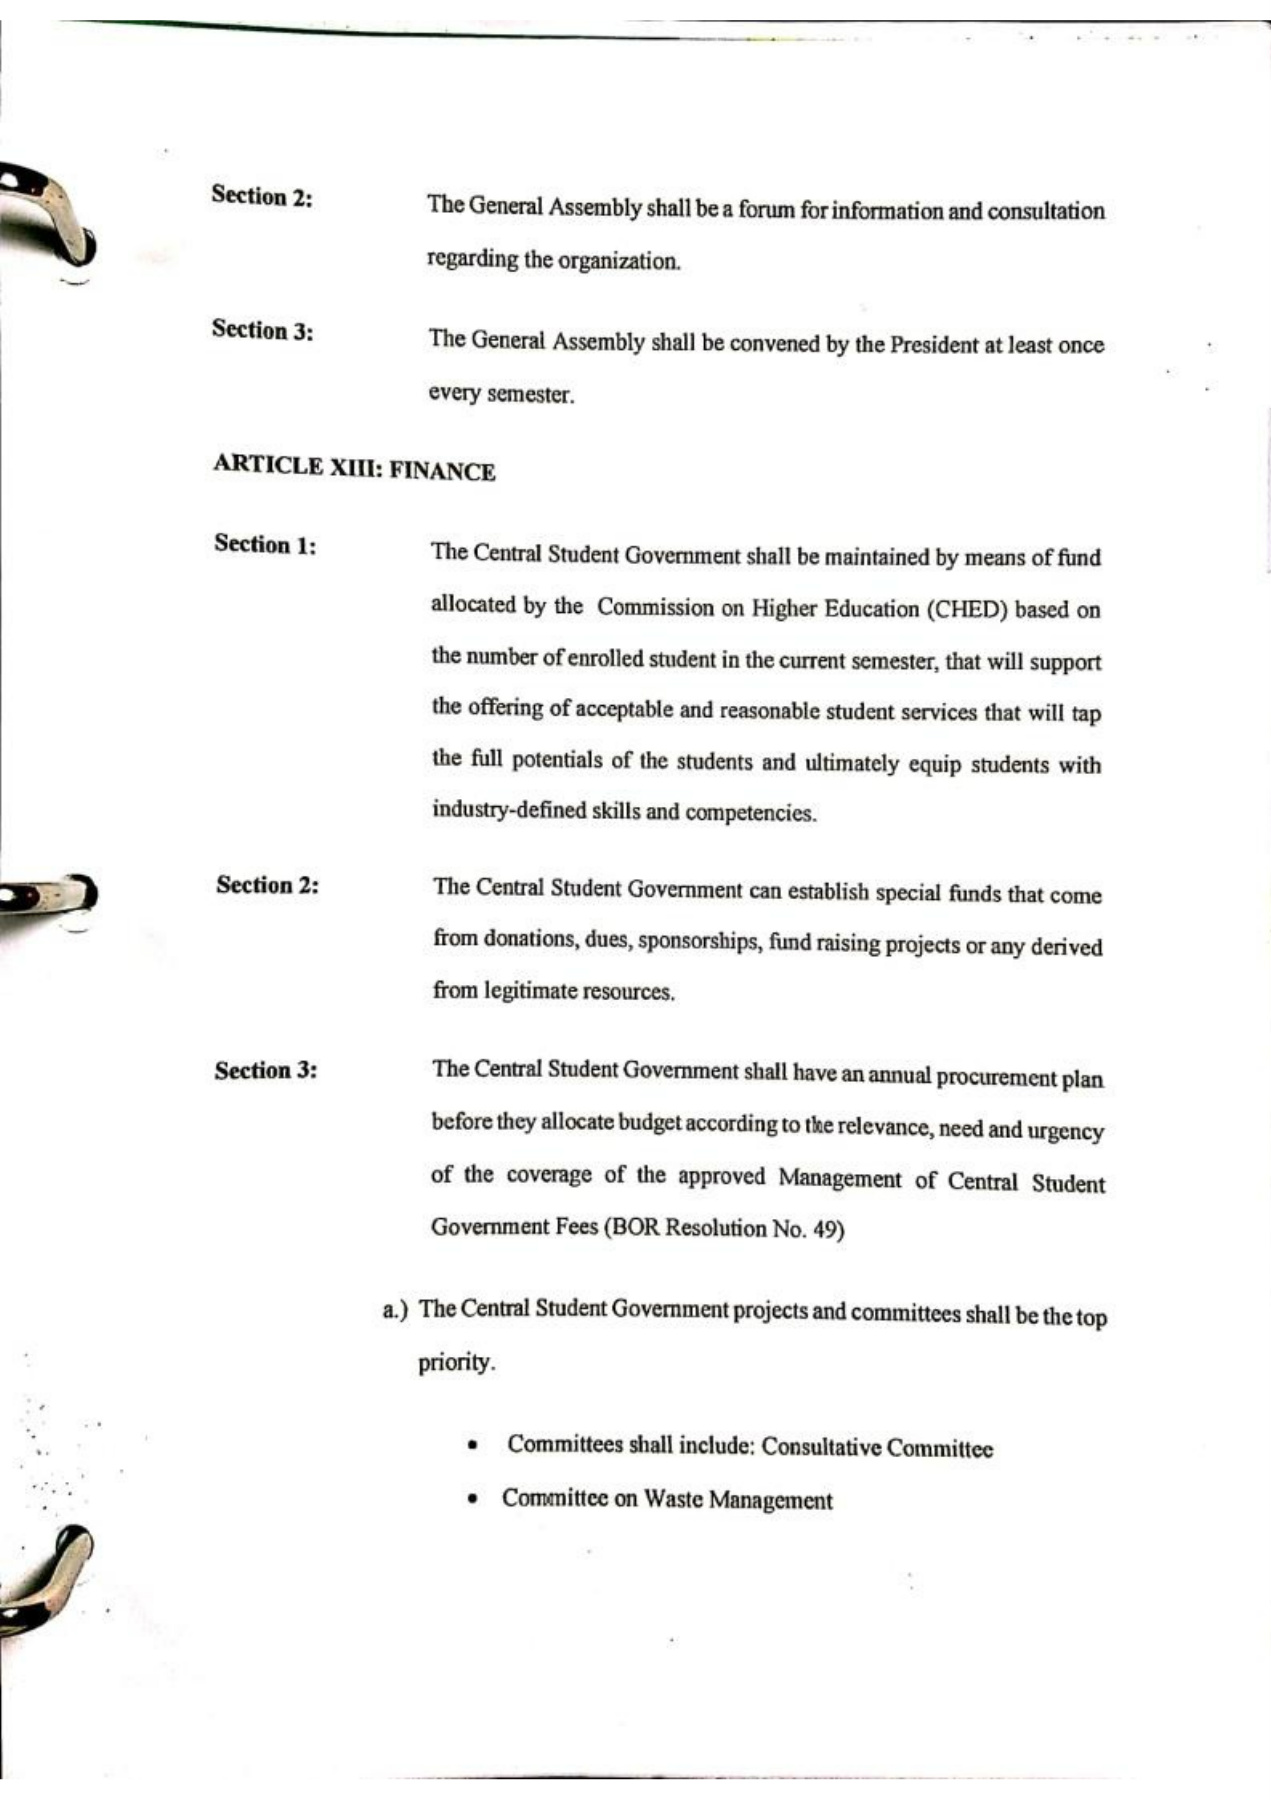 Section 2: The General Assembly shall be a forum for information and consultation
regarding the organization.
Section 3: The General Assembly shall be convened by the President at least once
every semester.
ARTICLE XIII: FINANCE
Section 1: The Central Student Government shall be maintained by means of fund
allocated by the Commission on Higher Education (CHED) based on
the number of enrolled student in the current semester, that will support
the offering of acceptable and reasonable student services that will tap
the full potentials of the students and ultimately equip students with
industry-defined skills and competencies.
Section 2: The Central Student Government can establish special funds that come
from donations, dues, sponsorships, fund raising projects or any derived
from legitimate resources.
Section 3: The Central Student Government shall have an annual procurement plan
before they allocate budget according to the relevance, need and urgency
of the coverage of the approved Management of Central Student
Government Fees (BOR Resolution No. 49)
a.) The Central Student Government projects and committees shall be the top
priority.
• Committees shall include: Consultative Committee
• Committee on Waste Management